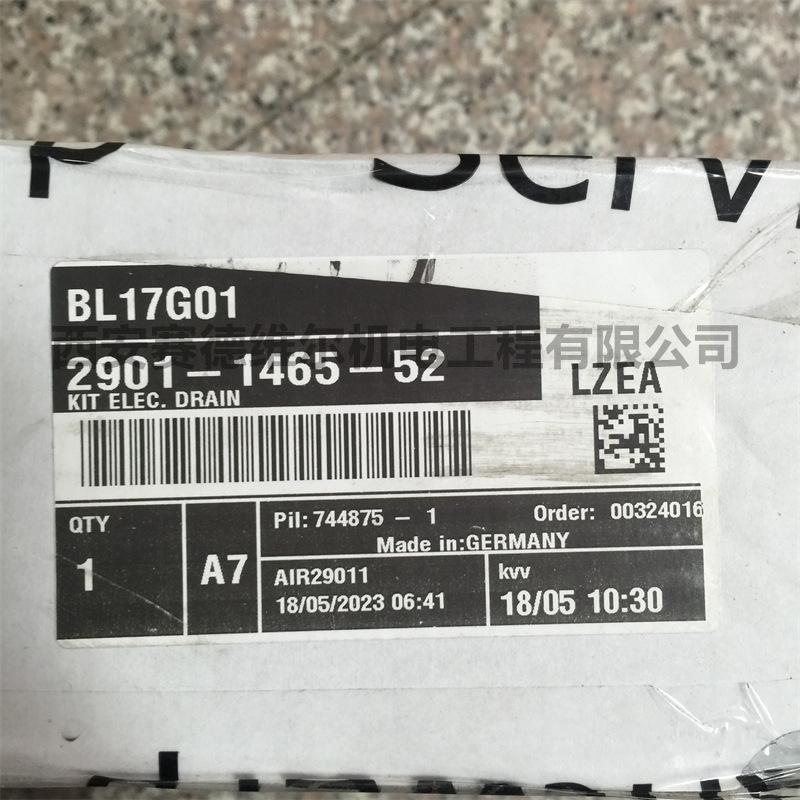 BL17G01
西安赛德维尔机电工程有限公司
2901-1465-52
LZEA
KIT ELEC. DRAIN
QTY
1
A7
Pil: 744875 - 1
Order: 00324016
Made in:GERMANY
AIR29011
18/05/2023 06:41
kvv
18/05 10:30